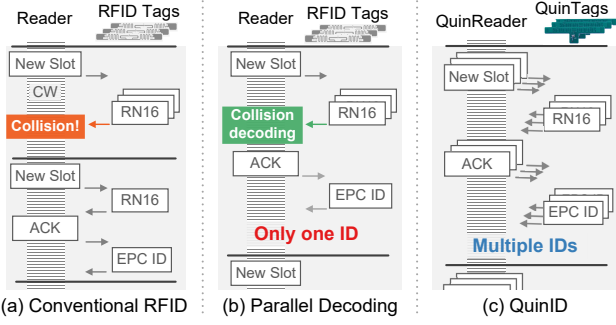 Reader
RFID Tags
New Slot
CW
RN16
Collision!
New Slot
RN16
ACK
EPC ID
(a) Conventional RFID
Reader
RFID Tags
New Slot
RN16
Collision
decoding
ACK
EPC ID
Only one ID
New Slot
(b) Parallel Decoding
QuinReader
QuinTags
New Slot
RN16
ACK
EPC ID
Multiple IDs
(c) QuinID